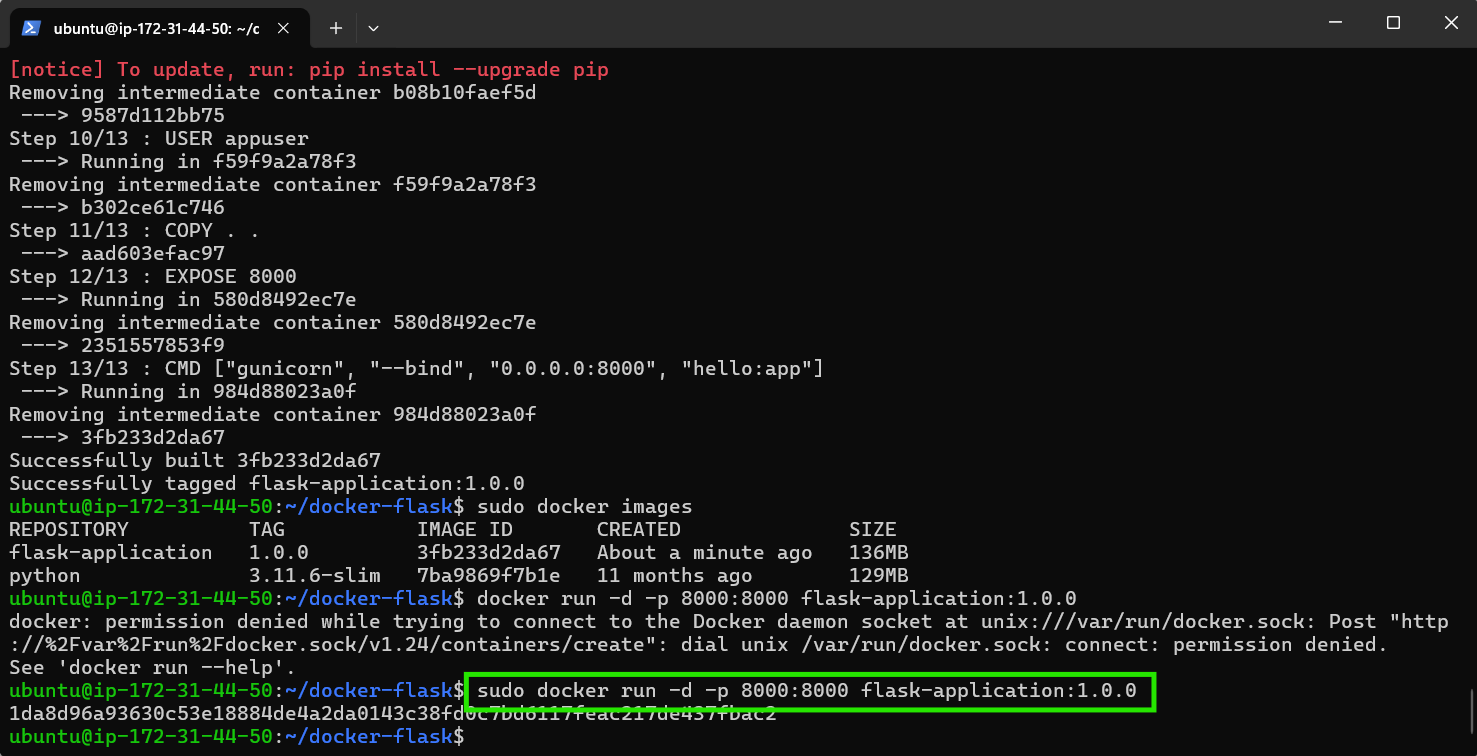 ubuntu@ip-172-31-44-50: ~/d
[notice] To update, run: pip install --upgrade pip
Removing intermediate container b08b10faef5d
 ---> 9587d112bb75
Step 10/13 : USER appuser
 ---> Running in f59f9a2a78f3
Removing intermediate container f59f9a2a78f3
 ---> b302ce61c746
Step 11/13 : COPY . .
 ---> aad603efac97
Step 12/13 : EXPOSE 8000
 ---> Running in 580d8492ec7e
Removing intermediate container 580d8492ec7e
 ---> 2351557853f9
Step 13/13 : CMD ["gunicorn", "--bind", "0.0.0.0:8000", "hello:app"]
 ---> Running in 984d88023a0f
Removing intermediate container 984d88023a0f
 ---> 3fb233d2da67
Successfully built 3fb233d2da67
Successfully tagged flask-application:1.0.0
ubuntu@ip-172-31-44-50:~/docker-flask$ sudo docker images
REPOSITORY          TAG           IMAGE ID       CREATED              SIZE
flask-application   1.0.0         3fb233d2da67   About a minute ago   136MB
python              3.11.6-slim   7ba9869f7b1e   11 months ago        129MB
ubuntu@ip-172-31-44-50:~/docker-flask$ docker run -d -p 8000:8000 flask-application:1.0.0
docker: permission denied while trying to connect to the Docker daemon socket at unix:///var/run/docker.sock: Post "http
://%2Fvar%2Frun%2Fdocker.sock/v1.24/containers/create": dial unix /var/run/docker.sock: connect: permission denied.
See 'docker run --help'.
ubuntu@ip-172-31-44-50:~/docker-flask$ sudo docker run -d -p 8000:8000 flask-application:1.0.0
1da8d96a93630c53e18884de4a2da0143c38fd0c7bd6117feac217de437fbac2
ubuntu@ip-172-31-44-50:~/docker-flask$